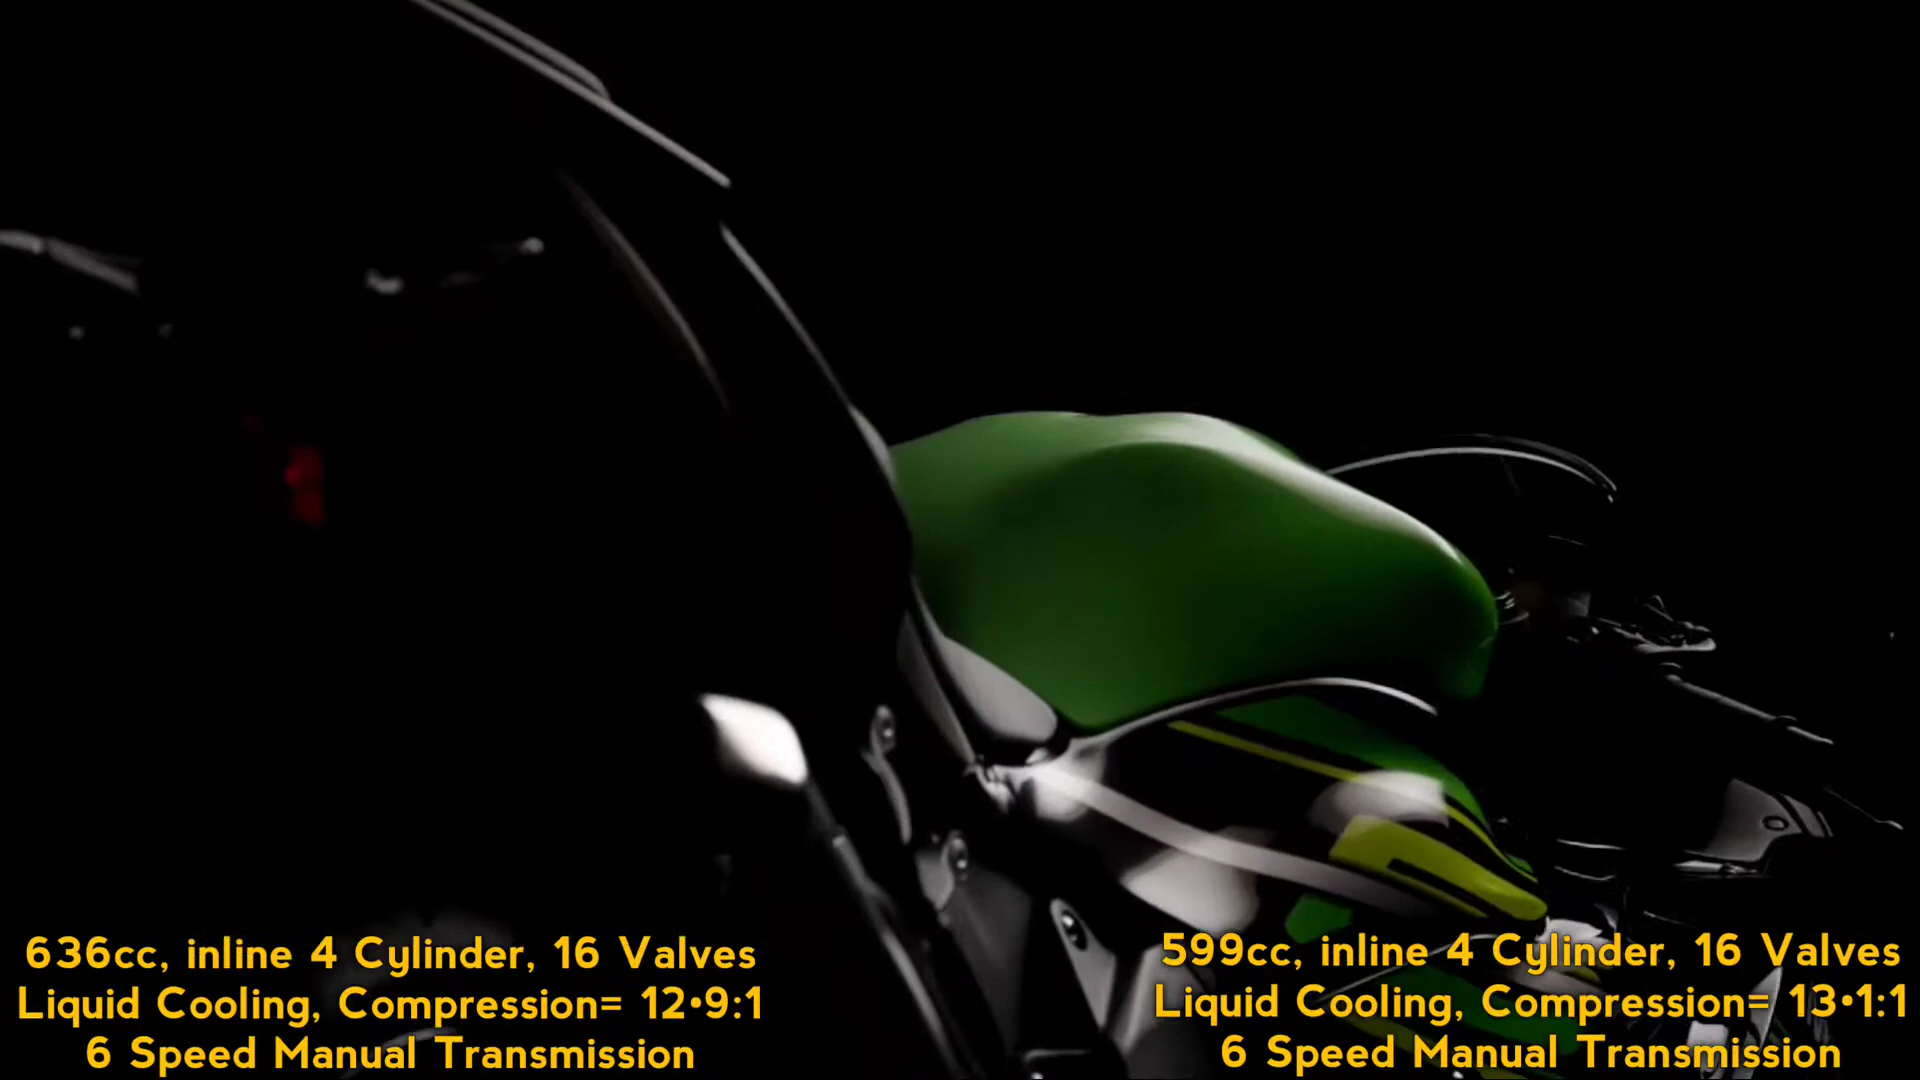 636cc, inline 4 Cylinder, 16 Valves
Liquid Cooling, Compression= 12•9:1
6 Speed Manual Transmission
599cc, inline 4 Cylinder, 16 Valves
Liquid Cooling, Compression= 13•1:1
6 Speed Manual Transmission